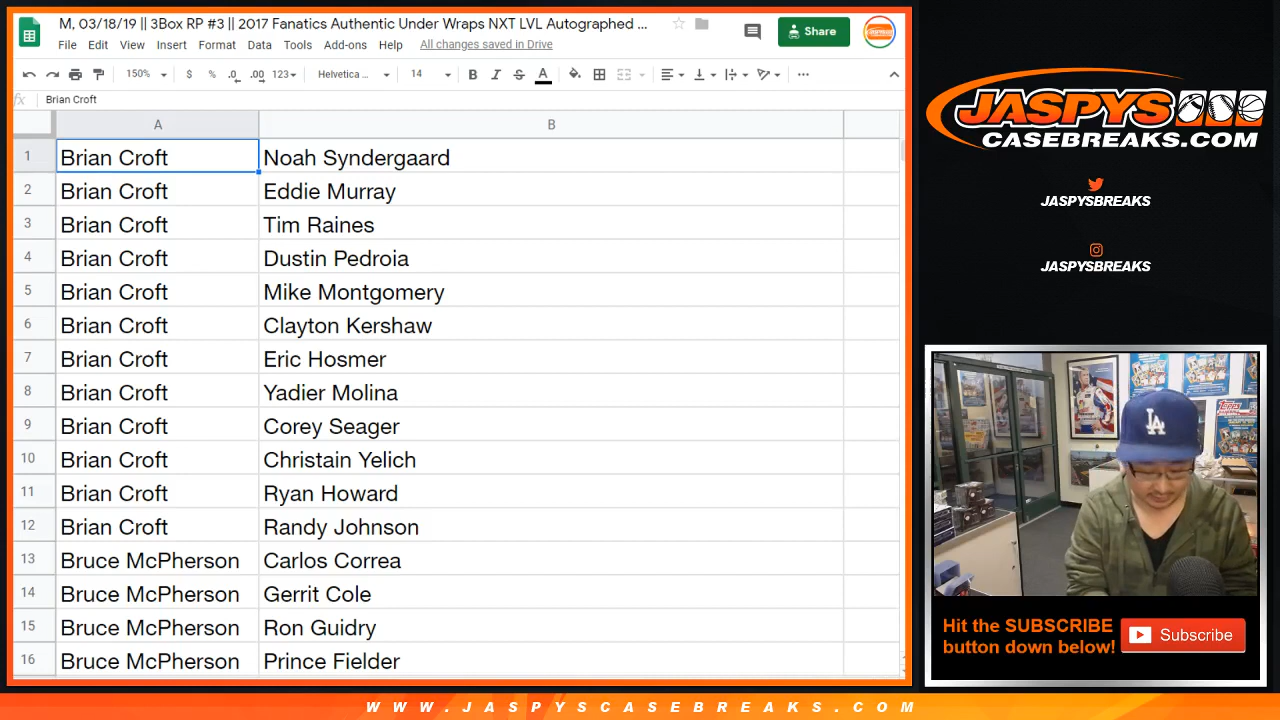 M, 03/18/19 || 3Box RP #3 || 2017 Fanatics Authentic Under Wraps NXT LVL Autographed ...
File Edit View Insert Format Data Tools Add-ons Help All changes saved in Drive
Share
150% $ % .0 .00 123 Helvetica ... 14 B I S A
fx Brian Croft
A B
1 Brian Croft Noah Syndergaard
2 Brian Croft Eddie Murray
3 Brian Croft Tim Raines
4 Brian Croft Dustin Pedroia
5 Brian Croft Mike Montgomery
6 Brian Croft Clayton Kershaw
7 Brian Croft Eric Hosmer
8 Brian Croft Yadier Molina
9 Brian Croft Corey Seager
10 Brian Croft Christain Yelich
11 Brian Croft Ryan Howard
12 Brian Croft Randy Johnson
13 Bruce McPherson Carlos Correa
14 Bruce McPherson Gerrit Cole
15 Bruce McPherson Ron Guidry
16 Bruce McPherson Prince Fielder
JASPYS
CASEBREAKS.COM
JASPYSBREAKS
JASPYSBREAKS
LA
TOPPS
Hit the SUBSCRIBE
button down below!
Subscribe
WWW.JASPYSCASEBREAKS.COM